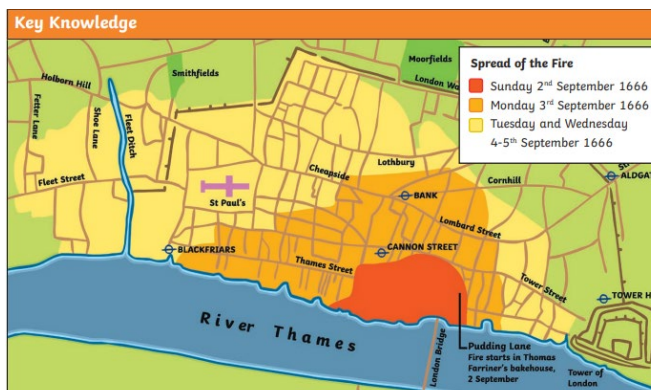 Key Knowledge
Spread of the Fire
Sunday 2nd September 1666
Monday 3rd September 1666
Tuesday and Wednesday
4-5th September 1666
Moorfields
London Wa
Smithfields
Holborn Hill
Fetter Lane
Shoe Lane
Fleet Ditch
Fleet Street
St Paul's
Cheapside
Lothbury
Cornhill
ALDGAT
BANK
Lombard Street
CANNON STREET
BLACKFRIARS
Thames Street
Tower Street
TOWER H
River Thames
London Bridge
Pudding Lane
Fire starts in Thomas
Farriner's bakehouse,
2 September
Tower of
London